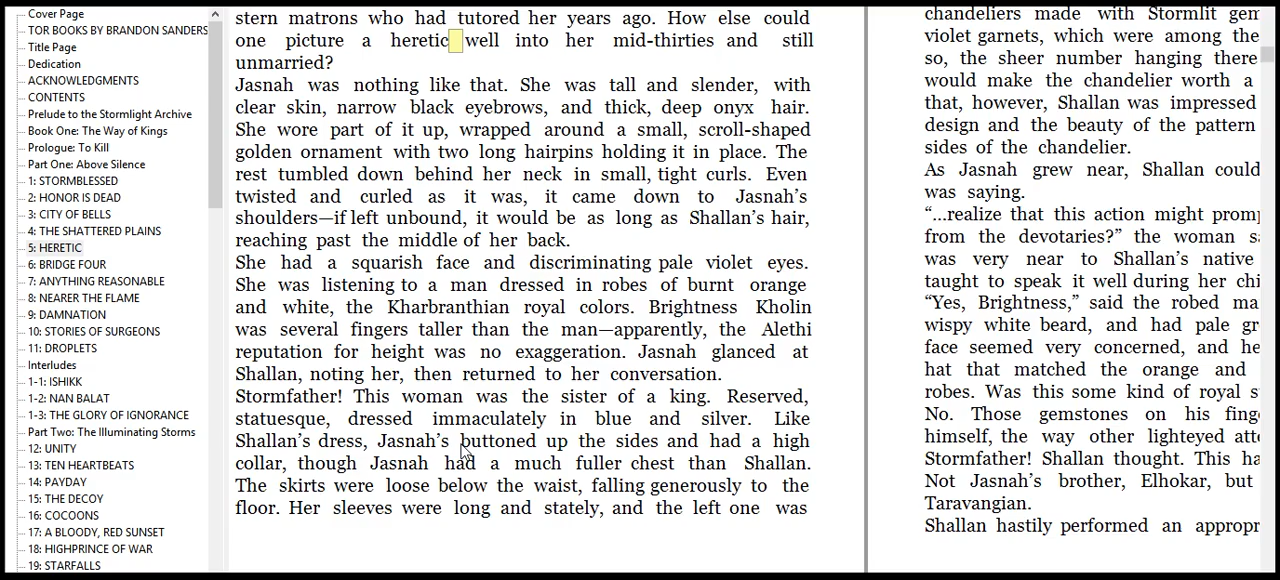 Cover Page
TOR BOOKS BY BRANDON SANDERS
Title Page
Dedication
ACKNOWLEDGMENTS
CONTENTS
Prelude to the Stormlight Archive
Book One: The Way of Kings
Prologue: To Kill
Part One: Above Silence
1: STORMBLESSED
2: HONOR IS DEAD
3: CITY OF BELLS
4: THE SHATTERED PLAINS
5: HERETIC
6: BRIDGE FOUR
7: ANYTHING REASONABLE
8: NEARER THE FLAME
9: DAMNATION
10: STORIES OF SURGEONS
11: DROPLETS
Interludes
1-1: ISHIKK
1-2: NAN BALAT
1-3: THE GLORY OF IGNORANCE
Part Two: The Illuminating Storms
12: UNITY
13: TEN HEARTBEATS
14: PAYDAY
15: THE DECOY
16: COCOONS
17: A BLOODY, RED SUNSET
18: HIGHPRINCE OF WAR
19: STARFALLS
stern matrons who had tutored her years ago. How else could
one picture a heretic well into her mid-thirties and still
unmarried?
Jasnah was nothing like that. She was tall and slender, with
clear skin, narrow black eyebrows, and thick, deep onyx hair.
She wore part of it up, wrapped around a small, scroll-shaped
golden ornament with two long hairpins holding it in place. The
rest tumbled down behind her neck in small, tight curls. Even
twisted and curled as it was, it came down to Jasnah’s
shoulders—if left unbound, it would be as long as Shallan’s hair,
reaching past the middle of her back.
She had a squarish face and discriminating pale violet eyes.
She was listening to a man dressed in robes of burnt orange
and white, the Kharbranthian royal colors. Brightness Kholin
was several fingers taller than the man—apparently, the Alethi
reputation for height was no exaggeration. Jasnah glanced at
Shallan, noting her, then returned to her conversation.
Stormfather! This woman was the sister of a king. Reserved,
statuesque, dressed immaculately in blue and silver. Like
Shallan’s dress, Jasnah’s buttoned up the sides and had a high
collar, though Jasnah had a much fuller chest than Shallan.
The skirts were loose below the waist, falling generously to the
floor. Her sleeves were long and stately, and the left one was
chandeliers made with Stormlit gem
violet garnets, which were among the
so, the sheer number hanging there
would make the chandelier worth a
that, however, Shallan was impressed
design and the beauty of the pattern
sides of the chandelier.
As Jasnah grew near, Shallan could
was saying.
“...realize that this action might promp
from the devotaries?” the woman sa
was very near to Shallan’s native
taught to speak it well during her chi
“Yes, Brightness,” said the robed ma
wispy white beard, and had pale gr
face seemed very concerned, and he
hat that matched the orange and
robes. Was this some kind of royal s
No. Those gemstones on his fing
himself, the way other lighteyed atte
Stormfather! Shallan thought. This ha
Not Jasnah’s brother, Elhokar, but
Taravangian.
Shallan hastily performed an appropr